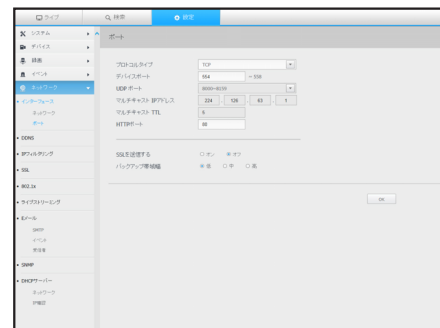 ライブ
検索
設定
システム
デバイス
録画
イベント
ネットワーク
インターフェース
ネットワーク
ポート
DDNS
IPフィルタリング
SSL
802.1x
ライブストリーミング
Eメール
SMTP
イベント
受信者
SNMP
DHCPサーバー
ネットワーク
IP確認
ポート
プロトコルタイプ TCP
デバイスポート 554 ~ 558
UDP ポート 8000~8159
マルチキャスト IPアドレス 224 . 126 . 63 . 1
マルチキャスト TTL 5
HTTPポート 80
SSLを送信する オン オフ
バックアップ帯域幅 低 中 高
OK